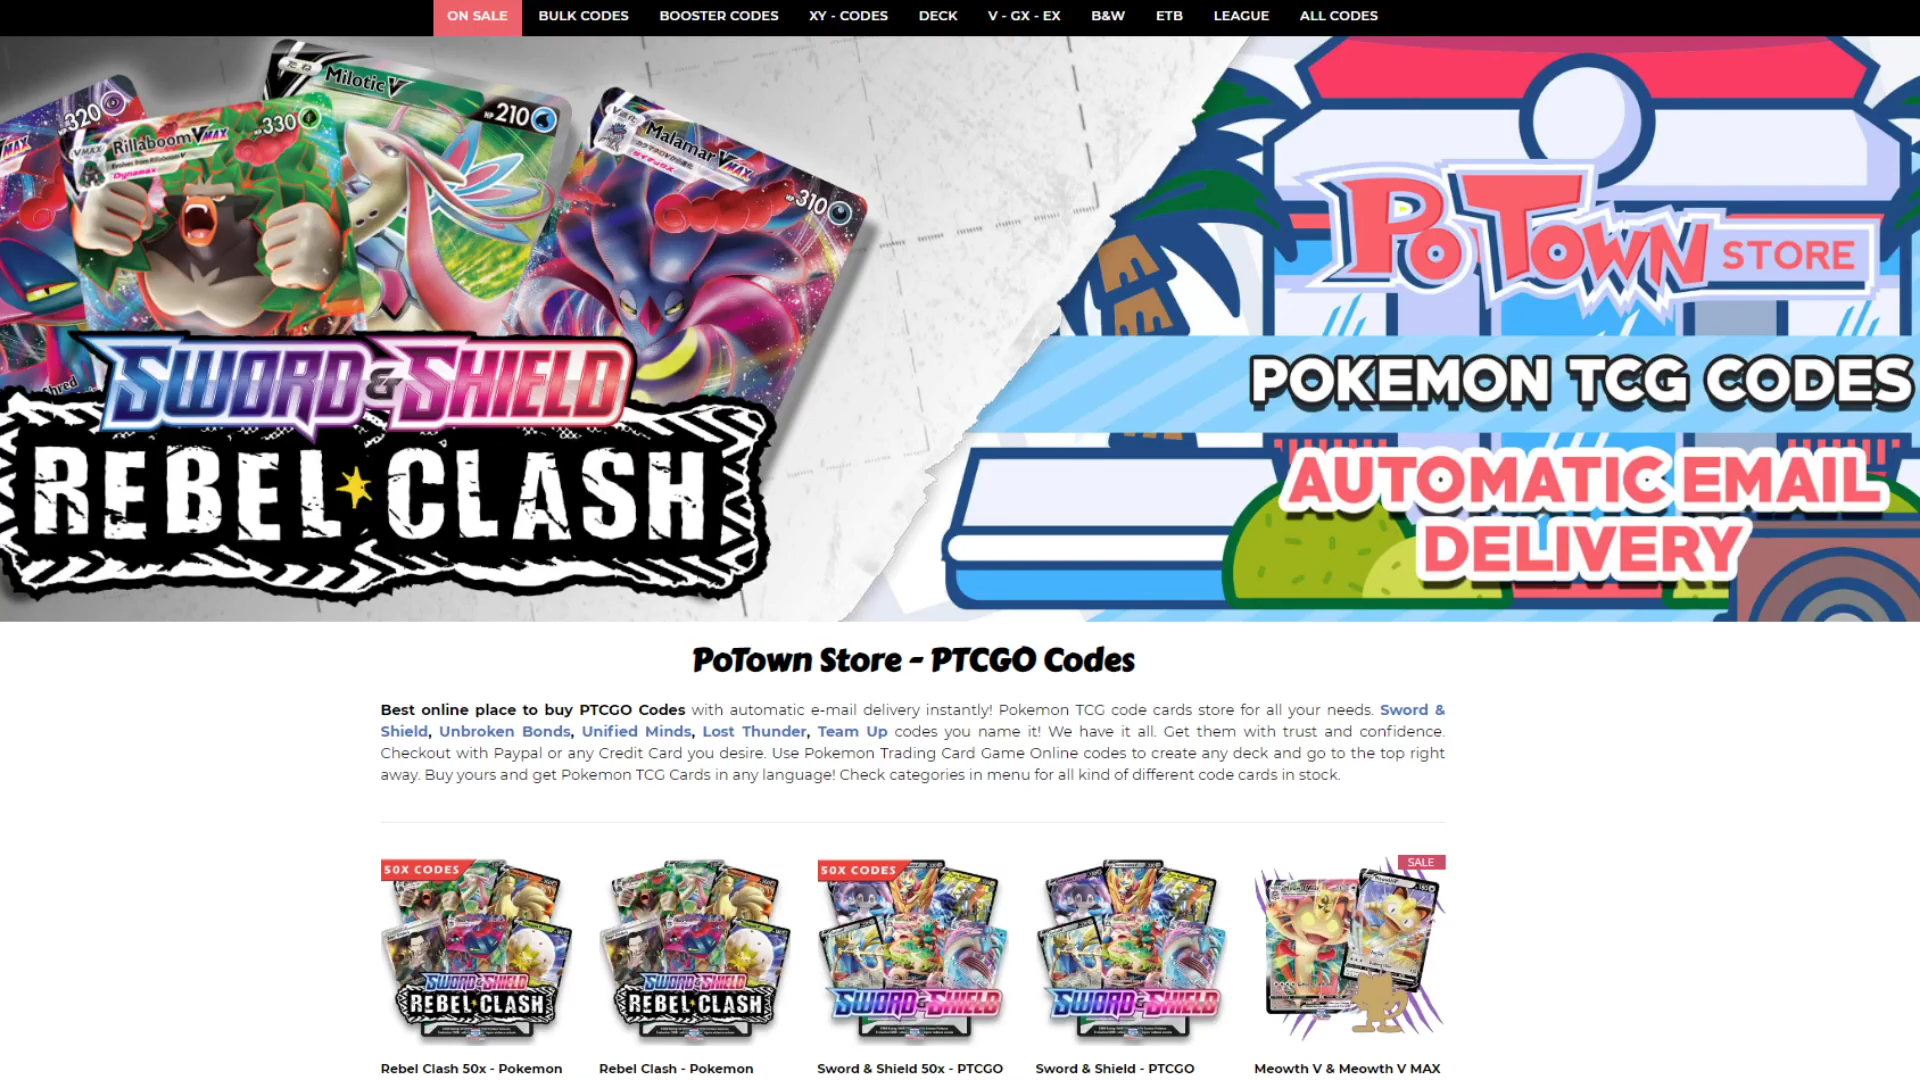 ON SALE BULK CODES BOOSTER CODES XY - CODES DECK V - GX - EX B&W ETB LEAGUE ALL CODES
320
VMAX
Rillaboom VMAX
330
Dynamax
Milotic V
HP 210
Malamar VMAX
310
SWORD & SHIELD
REBEL CLASH
POTOWN STORE
POKEMON TCG CODES
AUTOMATIC EMAIL
DELIVERY
PoTown Store - PTCGO Codes
Best online place to buy PTCGO Codes with automatic e-mail delivery instantly! Pokemon TCG code cards store for all your needs. Sword &
Shield, Unbroken Bonds, Unified Minds, Lost Thunder, Team Up codes you name it! We have it all. Get them with trust and confidence.
Checkout with Paypal or any Credit Card you desire. Use Pokemon Trading Card Game Online codes to create any deck and go to the top right
away. Buy yours and get Pokemon TCG Cards in any language! Check categories in menu for all kind of different code cards in stock.
50X CODES
SWORD & SHIELD
REBEL CLASH
SWORD & SHIELD
REBEL CLASH
50X CODES
SWORD & SHIELD
SWORD & SHIELD
SALE
Rebel Clash 50x - Pokemon
Rebel Clash - Pokemon
Sword & Shield 50x - PTCGO
Sword & Shield - PTCGO
Meowth V & Meowth V MAX